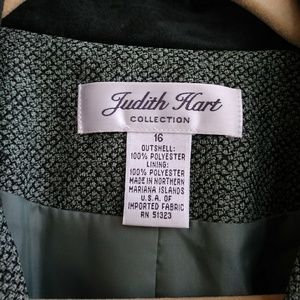 Judith Hart
COLLECTION
16
OUTSHELL:
100% POLYESTER
LINING:
100% POLYESTER
MADE IN NORTHERN
MARIANA ISLANDS
U.S.A. OF
IMPORTED FABRIC
RN 51323